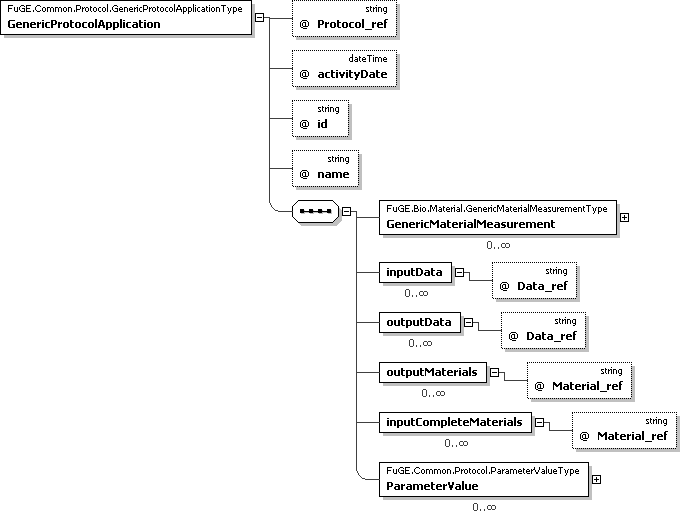 FuGE.Common.Protocol.GenericProtocolApplicationType
GenericProtocolApplication
string
@ Protocol_ref
dateTime
@ activityDate
string
@ id
string
@ name
FuGE.Bio.Material.GenericMaterialMeasurementType
GenericMaterialMeasurement
0..∞
inputData
0..∞
string
@ Data_ref
outputData
0..∞
string
@ Data_ref
outputMaterials
0..∞
string
@ Material_ref
inputCompleteMaterials
0..∞
string
@ Material_ref
FuGE.Common.Protocol.ParameterValueType
ParameterValue
0..∞